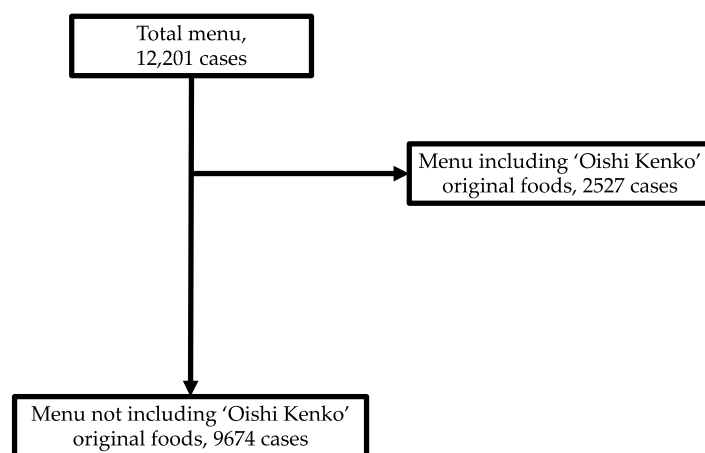 Total menu,
12,201 cases
Menu including ‘Oishi Kenko’
original foods, 2527 cases
Menu not including ‘Oishi Kenko’
original foods, 9674 cases